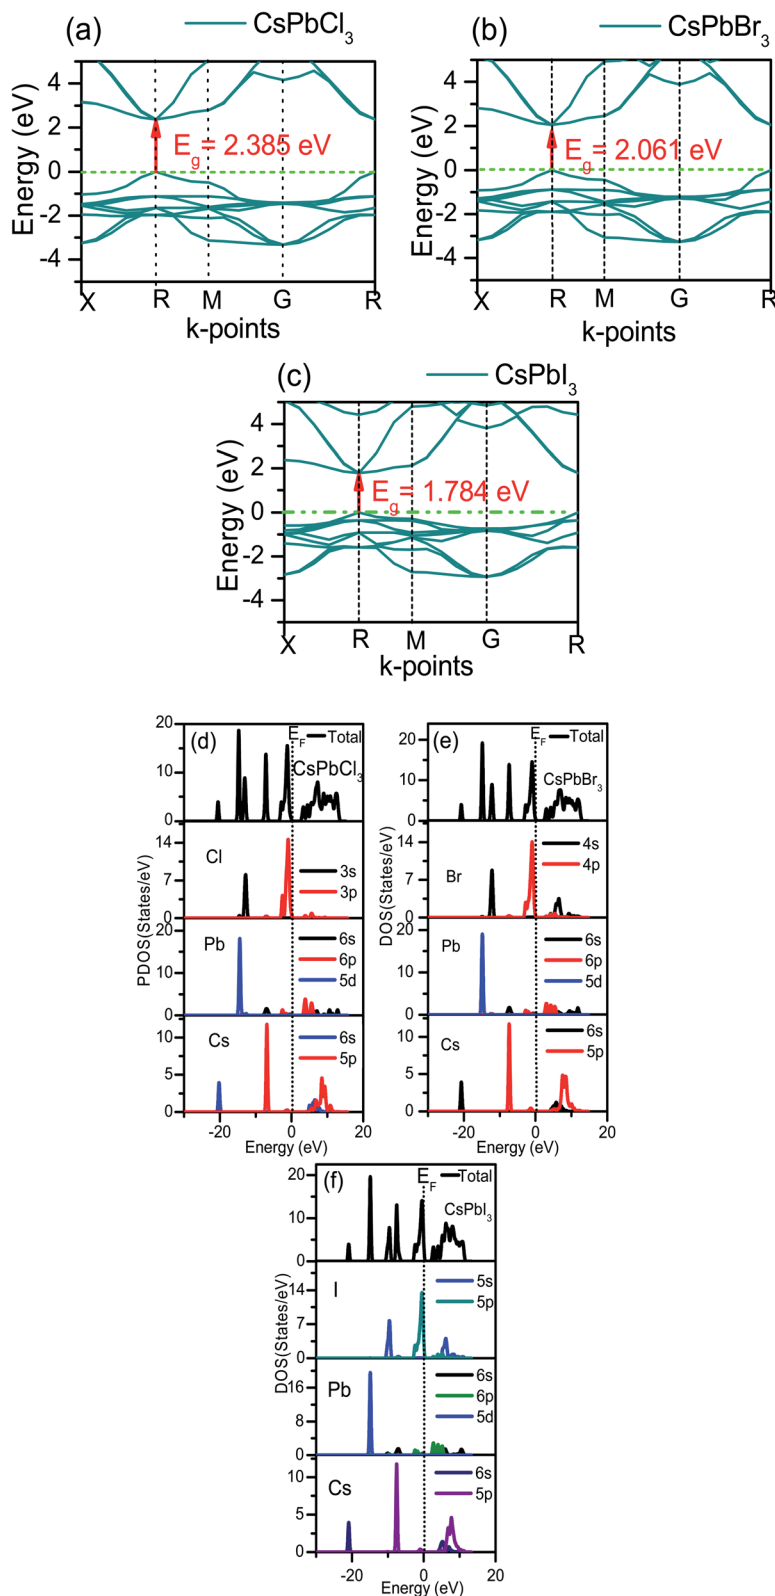 (a) CsPbCl3
Energy (eV)
4
2
0
-2
-4
Eg = 2.385 eV
X R M G R
k-points
(b) CsPbBr3
Energy (eV)
4
2
0
-2
-4
Eg = 2.061 eV
X R M G R
k-points
(c) CsPbI3
Energy (eV)
4
2
0
-2
-4
Eg = 1.784 eV
X R M G R
k-points
(d) EF Total
CsPbCl3
20
10
0
PDOS(States/eV)
Cl
3s
3p
14
7
0
Pb
6s
6p
5d
20
10
0
Cs
6s
5p
10
5
0
-20 0 20
Energy (eV)
(e) EF Total
CsPbBr3
20
10
0
DOS(States/eV)
Br
4s
4p
14
7
0
Pb
6s
6p
5d
20
10
0
Cs
6s
5p
10
5
0
-20 0 20
Energy (eV)
(f) EF Total
CsPbI3
20
10
0
DOS(States/eV)
I
5s
5p
14
7
0
Pb
6s
6p
5d
16
8
0
Cs
6s
5p
10
5
0
-20 0 20
Energy (eV)